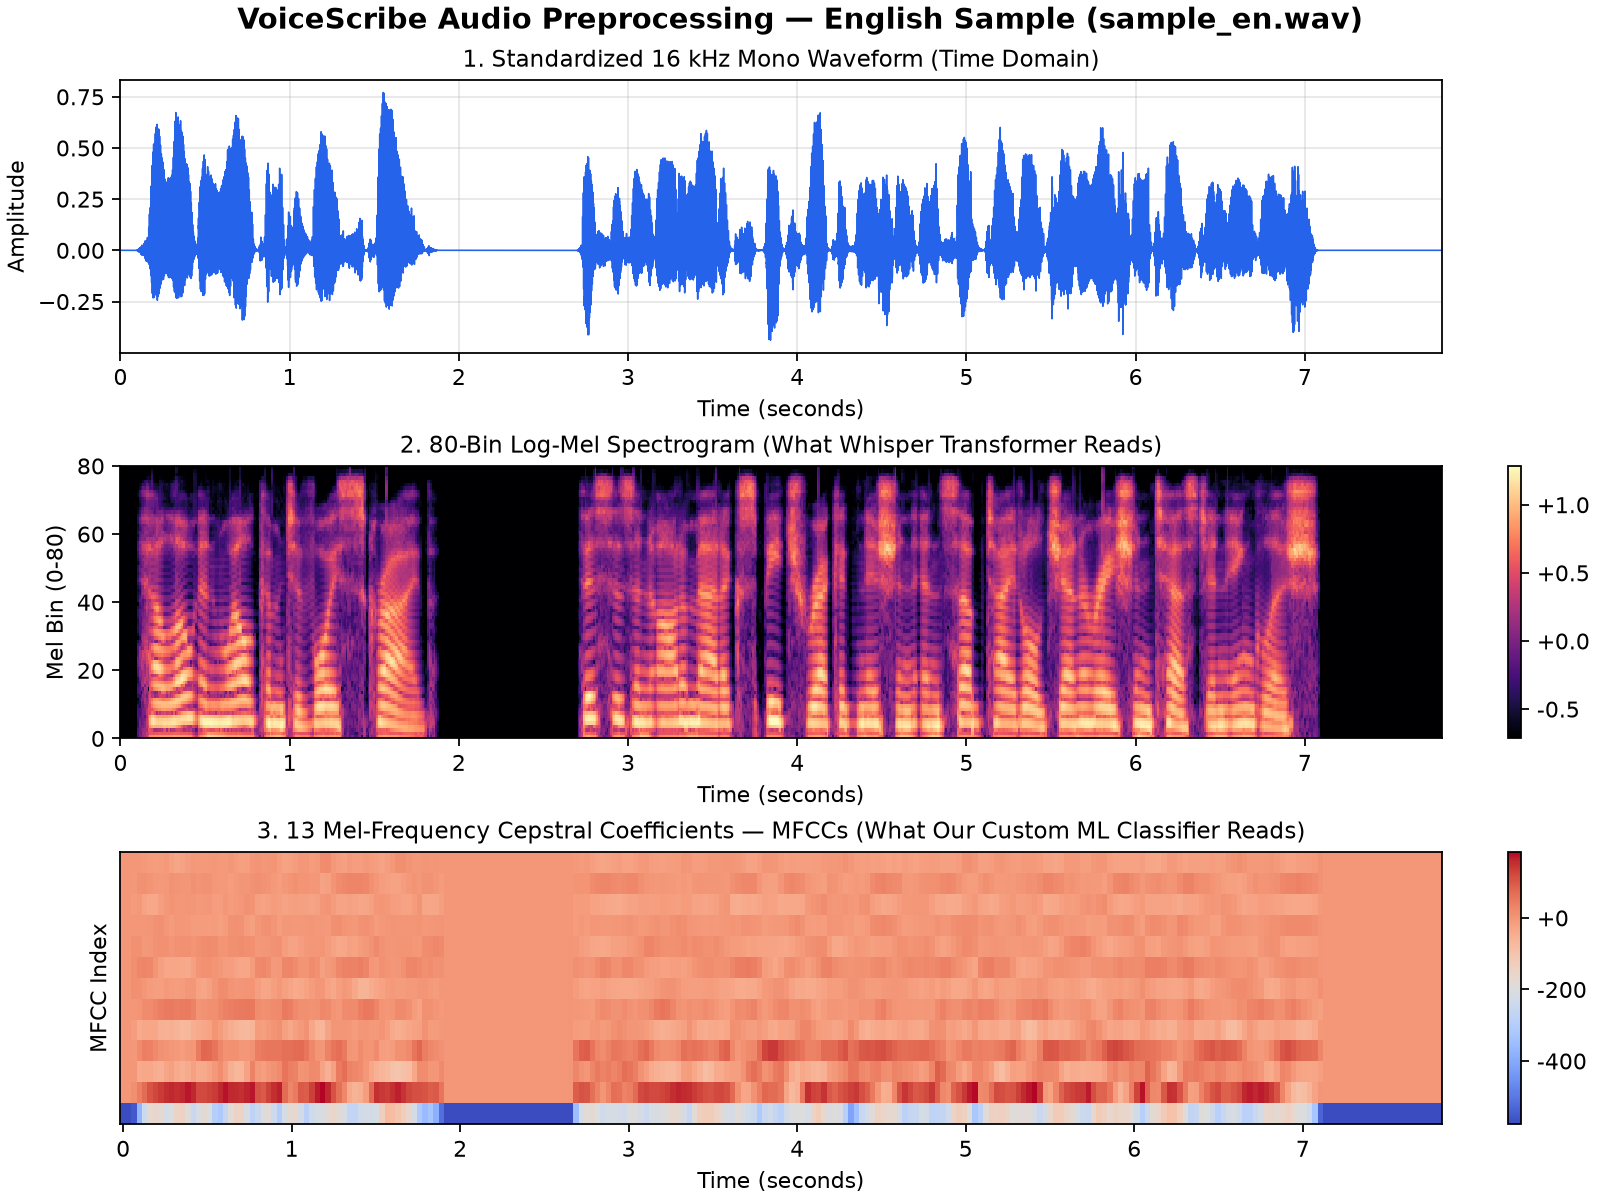 VoiceScribe Audio Preprocessing — English Sample (sample_en.wav)
1. Standardized 16 kHz Mono Waveform (Time Domain)
Amplitude
0.75
0.50
0.25
0.00
−0.25
0 1 2 3 4 5 6 7
Time (seconds)
2. 80-Bin Log-Mel Spectrogram (What Whisper Transformer Reads)
Mel Bin (0-80)
80
60
40
20
0
0 1 2 3 4 5 6 7
Time (seconds)
+1.0
+0.5
+0.0
-0.5
3. 13 Mel-Frequency Cepstral Coefficients — MFCCs (What Our Custom ML Classifier Reads)
MFCC Index
0 1 2 3 4 5 6 7
Time (seconds)
+0
-200
-400